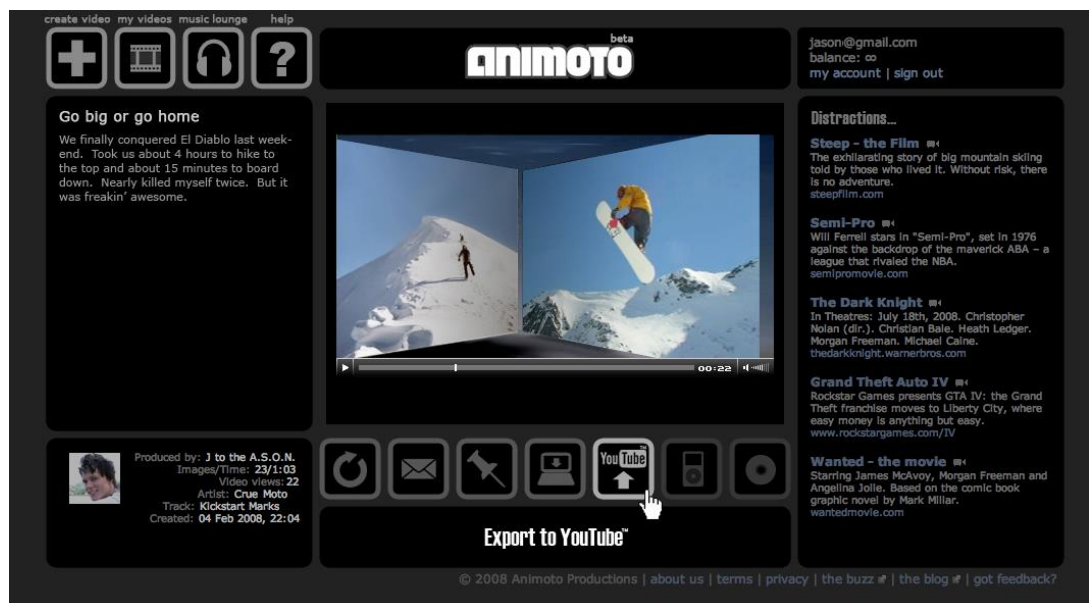 create video my videos music lounge help
beta
animoto
jason@gmail.com
balance: ∞
my account | sign out
Go big or go home
We finally conquered El Diablo last week-
end. Took us about 4 hours to hike to
the top and about 15 minutes to board
down. Nearly killed myself twice. But it
was freakin' awesome.
00:22
Produced by: J to the A.S.O.N.
Images/Time: 23/1:03
Video views: 22
Artist: Crue Moto
Track: Kickstart Marks
Created: 04 Feb 2008, 22:04
YouTube™
Export to YouTube™
Distractions...
Steep - the Film
The exhilarating story of big mountain skiing
told by those who lived it. Without risk, there
is no adventure.
steepfilm.com
Semi-Pro
Will Ferrell stars in "Semi-Pro", set in 1976
against the backdrop of the maverick ABA – a
league that rivaled the NBA.
semipromovie.com
The Dark Knight
In Theatres: July 18th, 2008. Christopher
Nolan (dir.). Christian Bale. Heath Ledger.
Morgan Freeman. Michael Caine.
thedarkknight.warnerbros.com
Grand Theft Auto IV
Rockstar Games presents GTA IV: the Grand
Theft franchise moves to Liberty City, where
easy money is anything but easy.
www.rockstargames.com/IV
Wanted - the movie
Starring James McAvoy, Morgan Freeman and
Angelina Jolie. Based on the comic book
graphic novel by Mark Millar.
wantedmovie.com
© 2008 Animoto Productions | about us | terms | privacy | the buzz | the blog | got feedback?